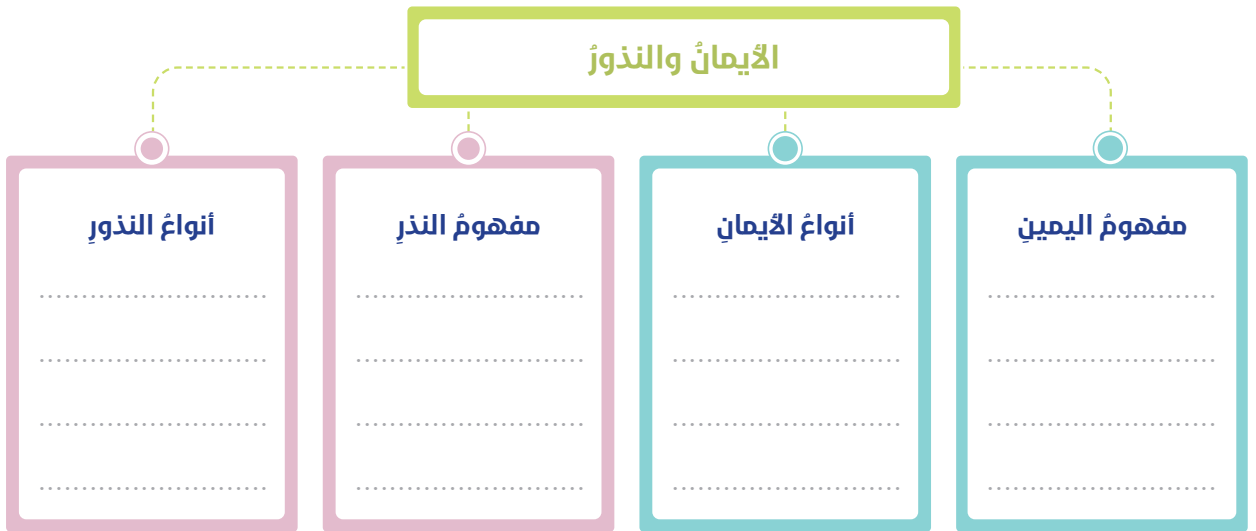 الأيمانُ والنذورُ
مفهومُ اليمينِ
أنواعُ الأيمانِ
مفهومُ النذرِ
أنواعُ النذورِ